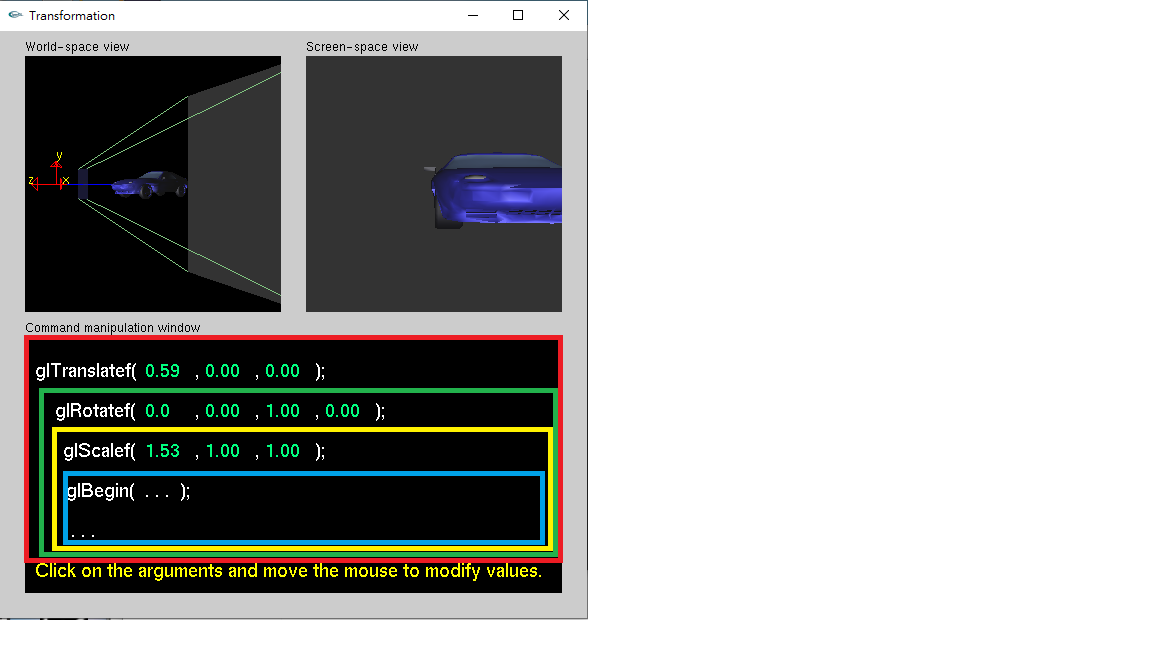 Transformation
World-space view
Screen-space view
y
z
x
Command manipulation window
glTranslatef( 0.59 , 0.00 , 0.00 );
glRotatef( 0.0 , 0.00 , 1.00 , 0.00 );
glScalef( 1.53 , 1.00 , 1.00 );
glBegin( . . . );
. . .
Click on the arguments and move the mouse to modify values.